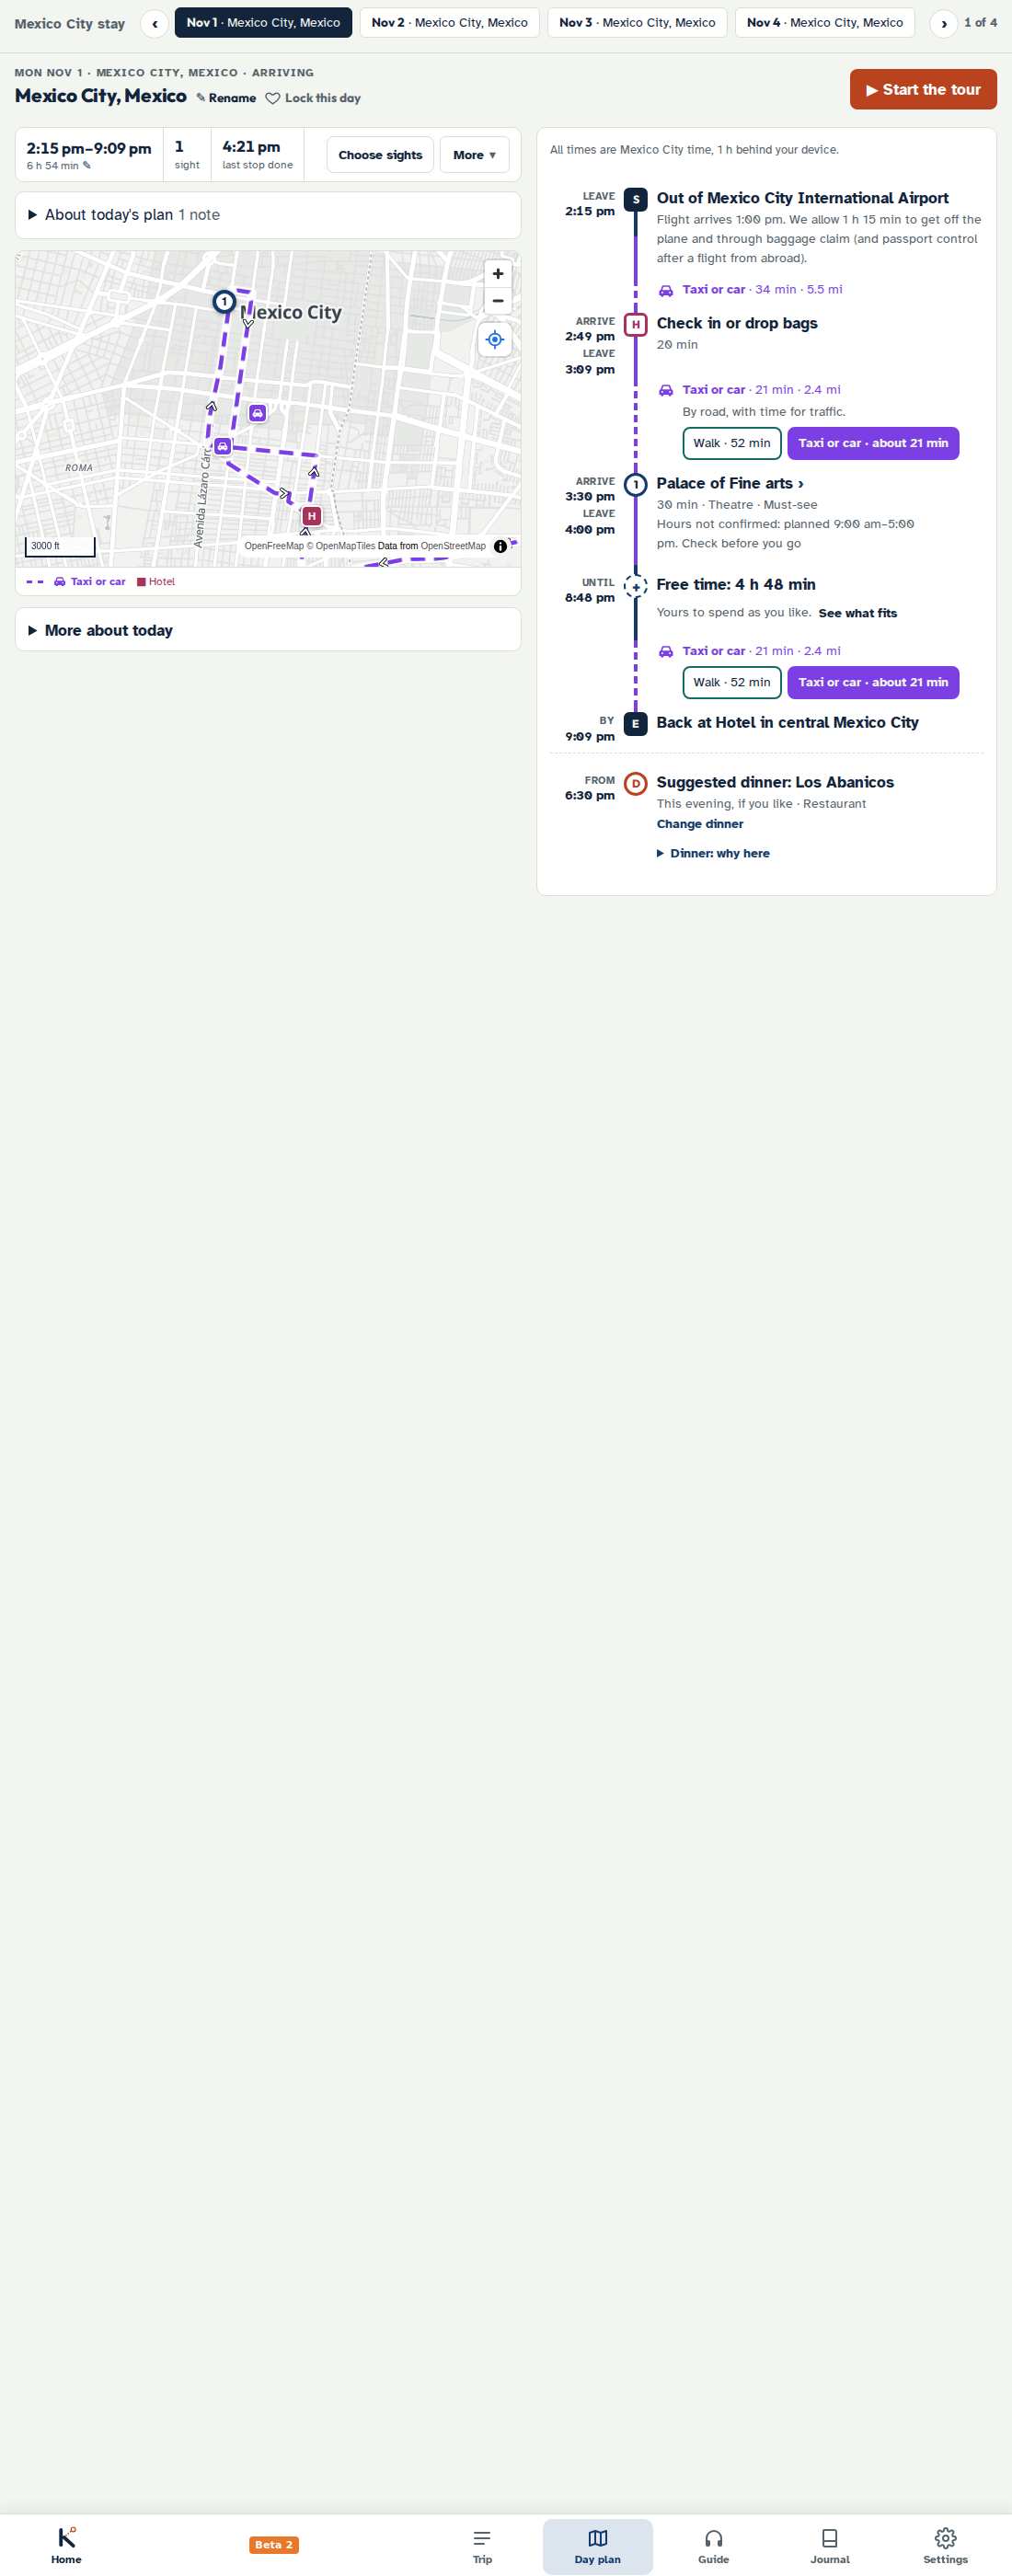 Mexico City stay
‹
Nov 1 · Mexico City, Mexico
Nov 2 · Mexico City, Mexico
Nov 3 · Mexico City, Mexico
Nov 4 · Mexico City, Mexico
›
1 of 4
MON NOV 1 · MEXICO CITY, MEXICO · ARRIVING
Mexico City, Mexico
✎ Rename
Lock this day
▶ Start the tour
2:15 pm–9:09 pm
6 h 54 min ✎
1
sight
4:21 pm
last stop done
Choose sights
More ▾
▶ About today's plan 1 note
1
Mexico City
+
−
ROMA
Avenida Lázaro Cárd
H
3000 ft
OpenFreeMap © OpenMapTiles Data from OpenStreetMap
Taxi or car
Hotel
▶ More about today
All times are Mexico City time, 1 h behind your device.
LEAVE
2:15 pm
S
Out of Mexico City International Airport
Flight arrives 1:00 pm. We allow 1 h 15 min to get off the
plane and through baggage claim (and passport control
after a flight from abroad).
Taxi or car · 34 min · 5.5 mi
ARRIVE
2:49 pm
LEAVE
3:09 pm
H
Check in or drop bags
20 min
Taxi or car · 21 min · 2.4 mi
By road, with time for traffic.
Walk · 52 min
Taxi or car · about 21 min
ARRIVE
3:30 pm
LEAVE
4:00 pm
1
Palace of Fine arts ›
30 min · Theatre · Must-see
Hours not confirmed: planned 9:00 am–5:00
pm. Check before you go
UNTIL
8:48 pm
+
Free time: 4 h 48 min
Yours to spend as you like. See what fits
Taxi or car · 21 min · 2.4 mi
Walk · 52 min
Taxi or car · about 21 min
BY
9:09 pm
E
Back at Hotel in central Mexico City
FROM
6:30 pm
D
Suggested dinner: Los Abanicos
This evening, if you like · Restaurant
Change dinner
▶ Dinner: why here
Home
Beta 2
Trip
Day plan
Guide
Journal
Settings